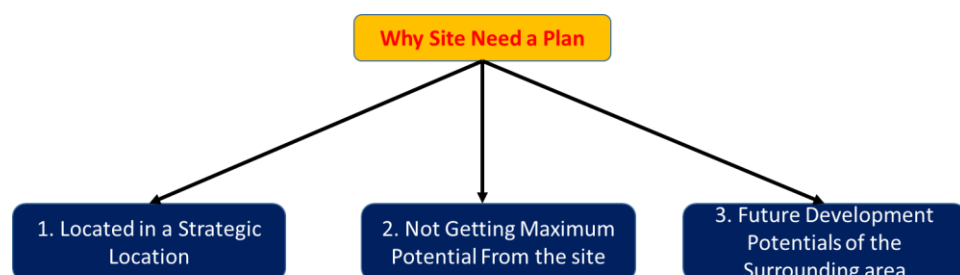 Why Site Need a Plan
1. Located in a Strategic
Location
2. Not Getting Maximum
Potential From the site
3. Future Development
Potentials of the
Surrounding area